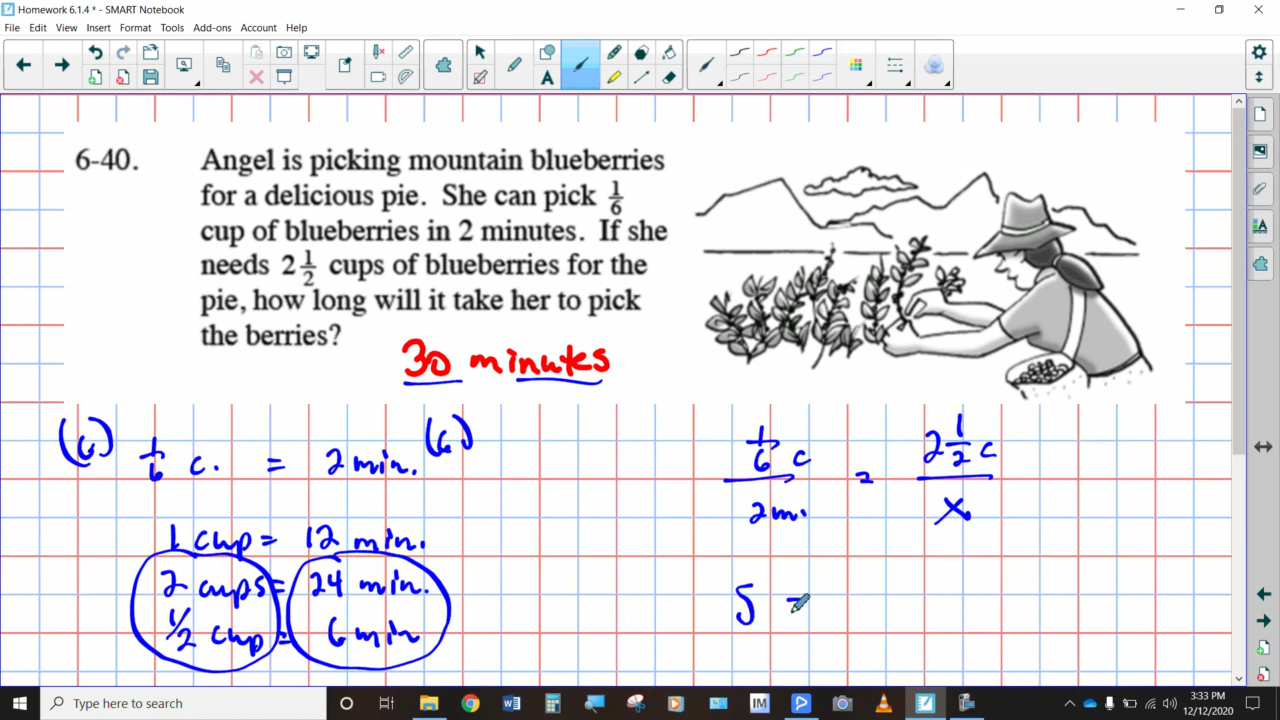 Homework 6.1.4 * - SMART Notebook
File Edit View Insert Format Tools Add-ons Account Help
6-40. Angel is picking mountain blueberries
for a delicious pie. She can pick 1/6
cup of blueberries in 2 minutes. If she
needs 2 1/2 cups of blueberries for the
pie, how long will it take her to pick
the berries?
30 minutes
(6) 1/6 c. = 2 min. (6)
1 cup = 12 min.
2 cups = 24 min.
1/2 cup = 6 min
1/6 c / 2 m. = 2 1/2 c / x
5 =
Type here to search
3:33 PM
12/12/2020